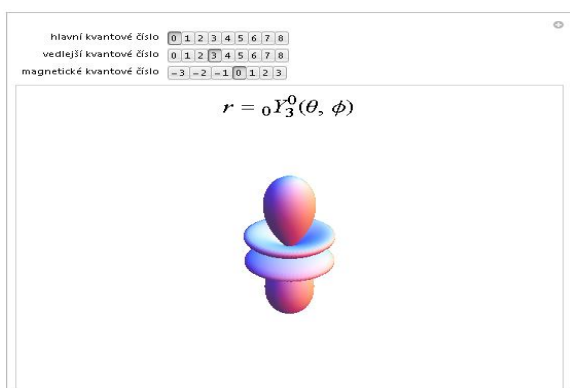 hlavní kvantové číslo 0 1 2 3 4 5 6 7 8
vedlejší kvantové číslo 0 1 2 3 4 5 6 7 8
magnetické kvantové číslo −3 −2 −1 0 1 2 3
r = ₀Y₃⁰(θ, ϕ)